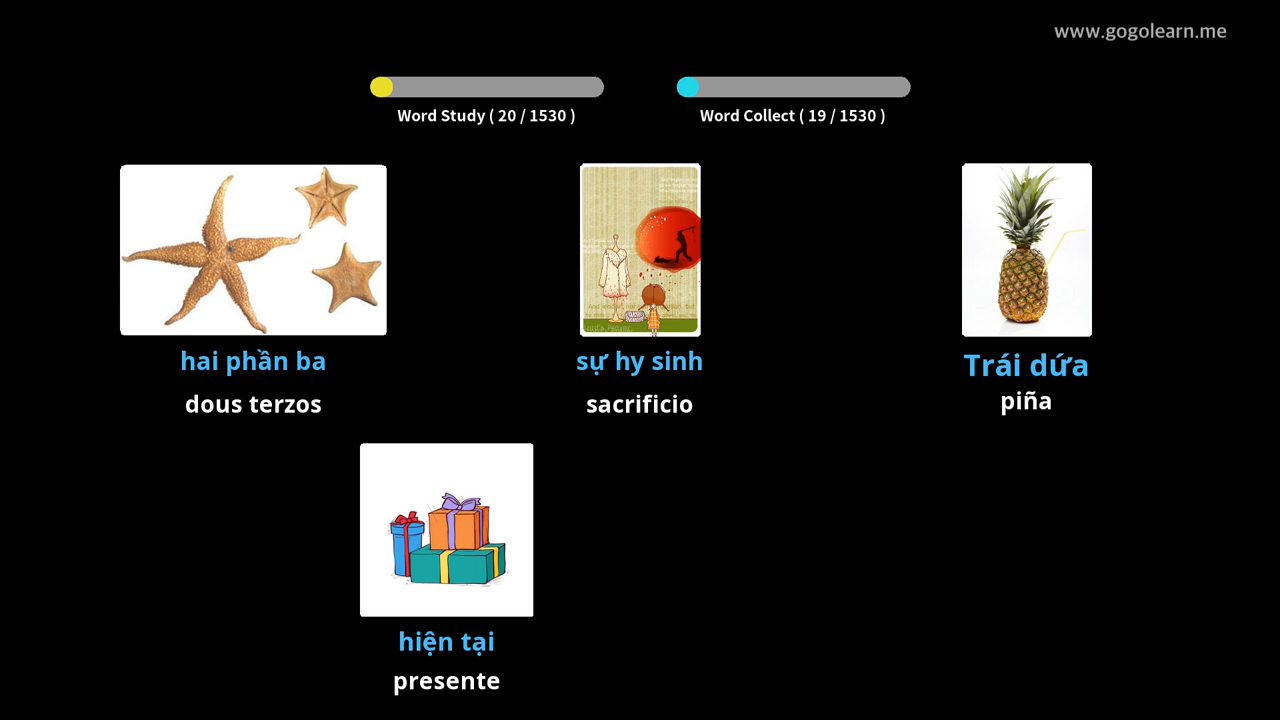 www.gogolearn.me
Word Study ( 20 / 1530 )
Word Collect ( 19 / 1530 )
hai phần ba
dous terzos
sự hy sinh
sacrificio
Trái dứa
piña
hiện tại
presente